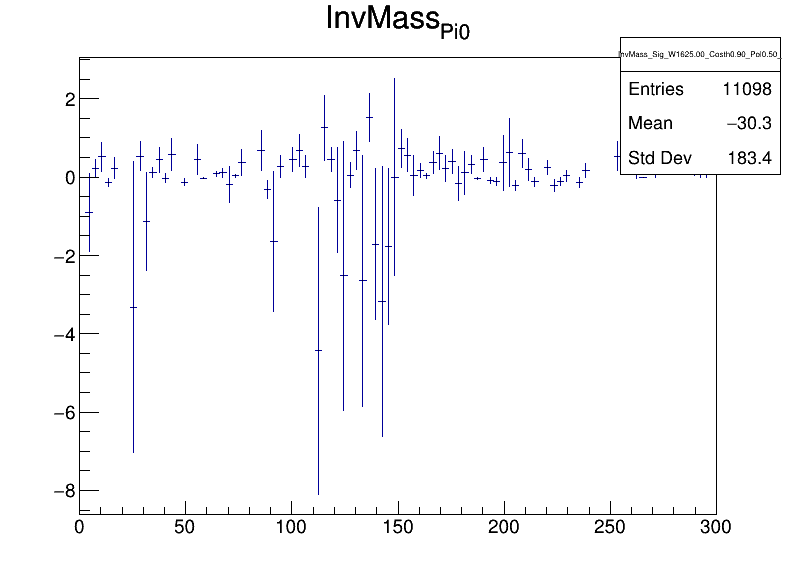 InvMass_Pi0
InvMass_Sig_W1625.00_Costh0.90_Pol0.50_
Entries 11098
Mean −30.3
Std Dev 183.4
2
0
−2
−4
−6
−8
0 50 100 150 200 250 300